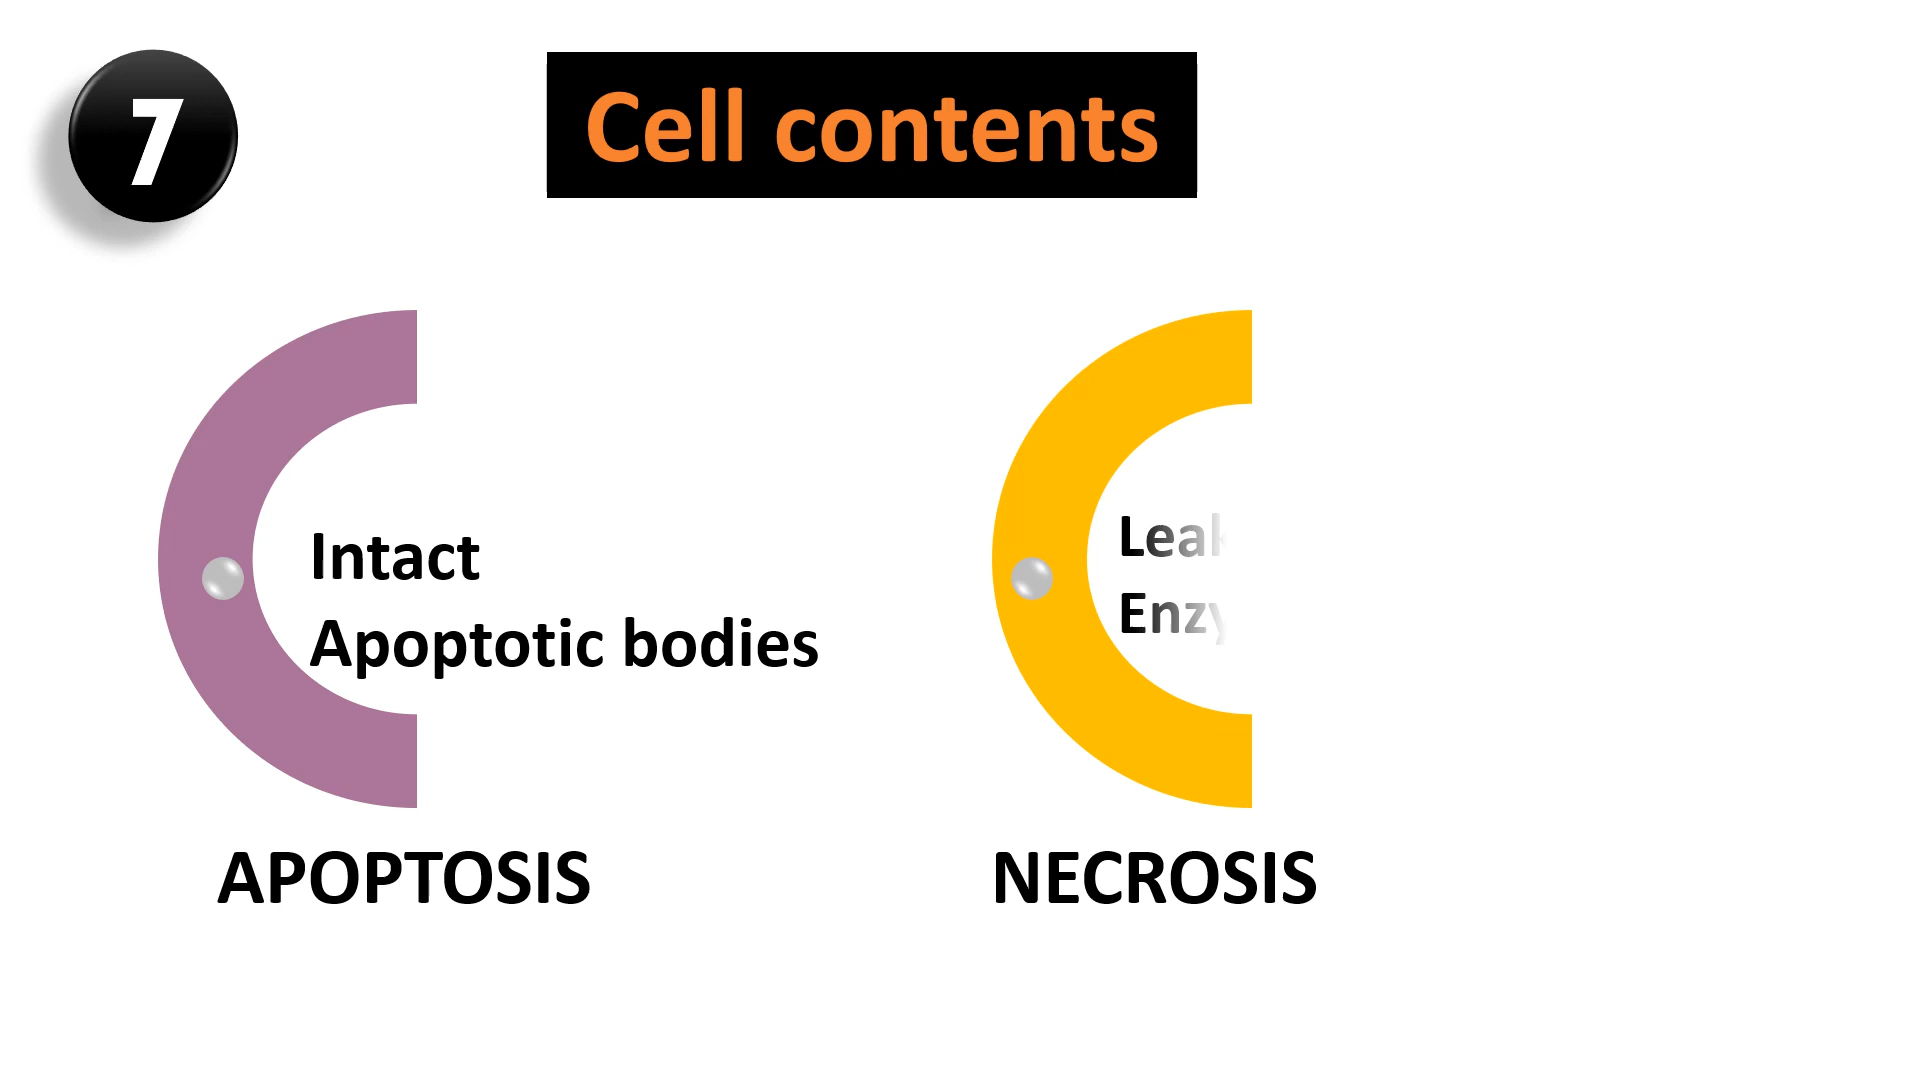 7
Cell contents
Intact
Apoptotic bodies
APOPTOSIS
NECROSIS